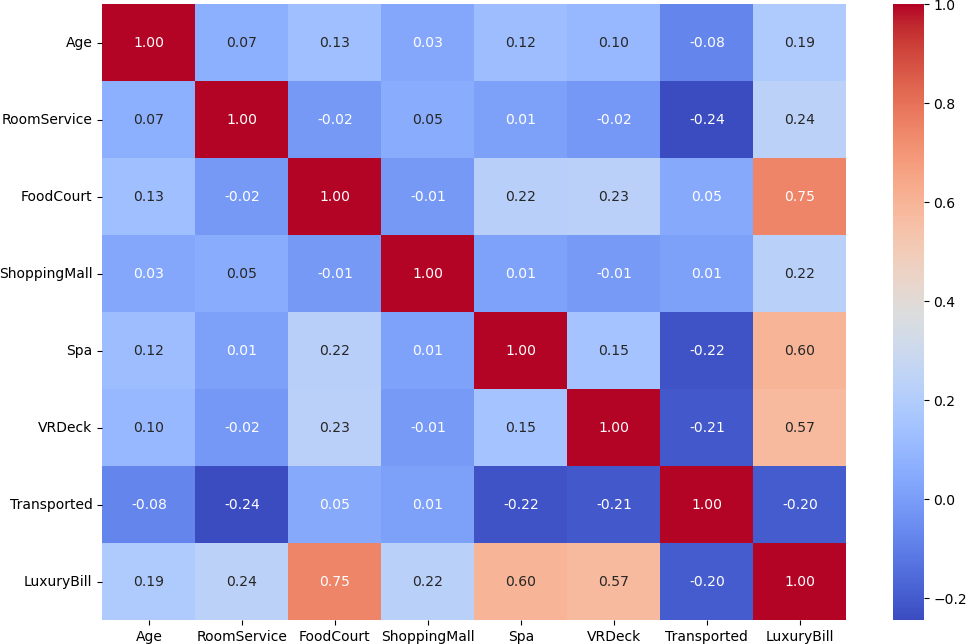 Age 1.00 0.07 0.13 0.03 0.12 0.10 -0.08 0.19
RoomService 0.07 1.00 -0.02 0.05 0.01 -0.02 -0.24 0.24
FoodCourt 0.13 -0.02 1.00 -0.01 0.22 0.23 0.05 0.75
ShoppingMall 0.03 0.05 -0.01 1.00 0.01 -0.01 0.01 0.22
Spa 0.12 0.01 0.22 0.01 1.00 0.15 -0.22 0.60
VRDeck 0.10 -0.02 0.23 -0.01 0.15 1.00 -0.21 0.57
Transported -0.08 -0.24 0.05 0.01 -0.22 -0.21 1.00 -0.20
LuxuryBill 0.19 0.24 0.75 0.22 0.60 0.57 -0.20 1.00
Age RoomService FoodCourt ShoppingMall Spa VRDeck Transported LuxuryBill
1.0
0.8
0.6
0.4
0.2
0.0
−0.2